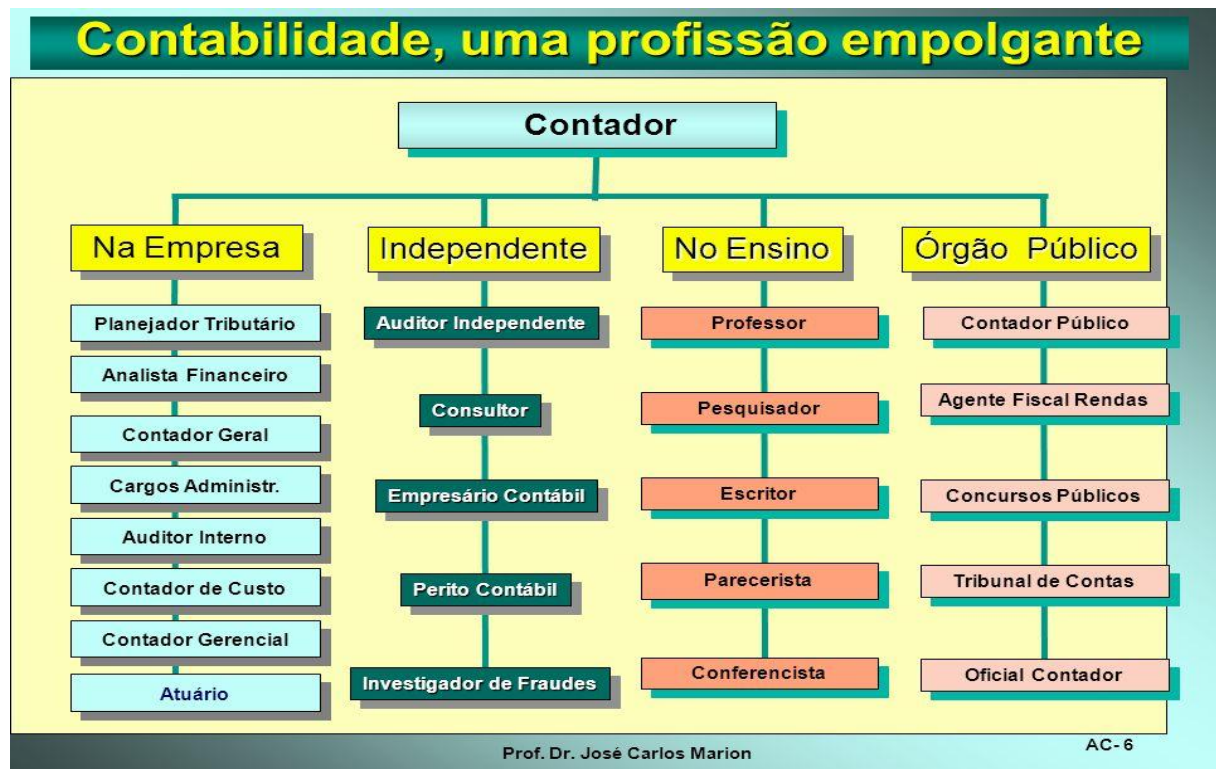 Contabilidade, uma profissão empolgante
Contador
Na Empresa
Planejador Tributário
Analista Financeiro
Contador Geral
Cargos Administr.
Auditor Interno
Contador de Custo
Contador Gerencial
Atuário
Independente
Auditor Independente
Consultor
Empresário Contábil
Perito Contábil
Investigador de Fraudes
No Ensino
Professor
Pesquisador
Escritor
Parecerista
Conferencista
Órgão Público
Contador Público
Agente Fiscal Rendas
Concursos Públicos
Tribunal de Contas
Oficial Contador
Prof. Dr. José Carlos Marion
AC- 6